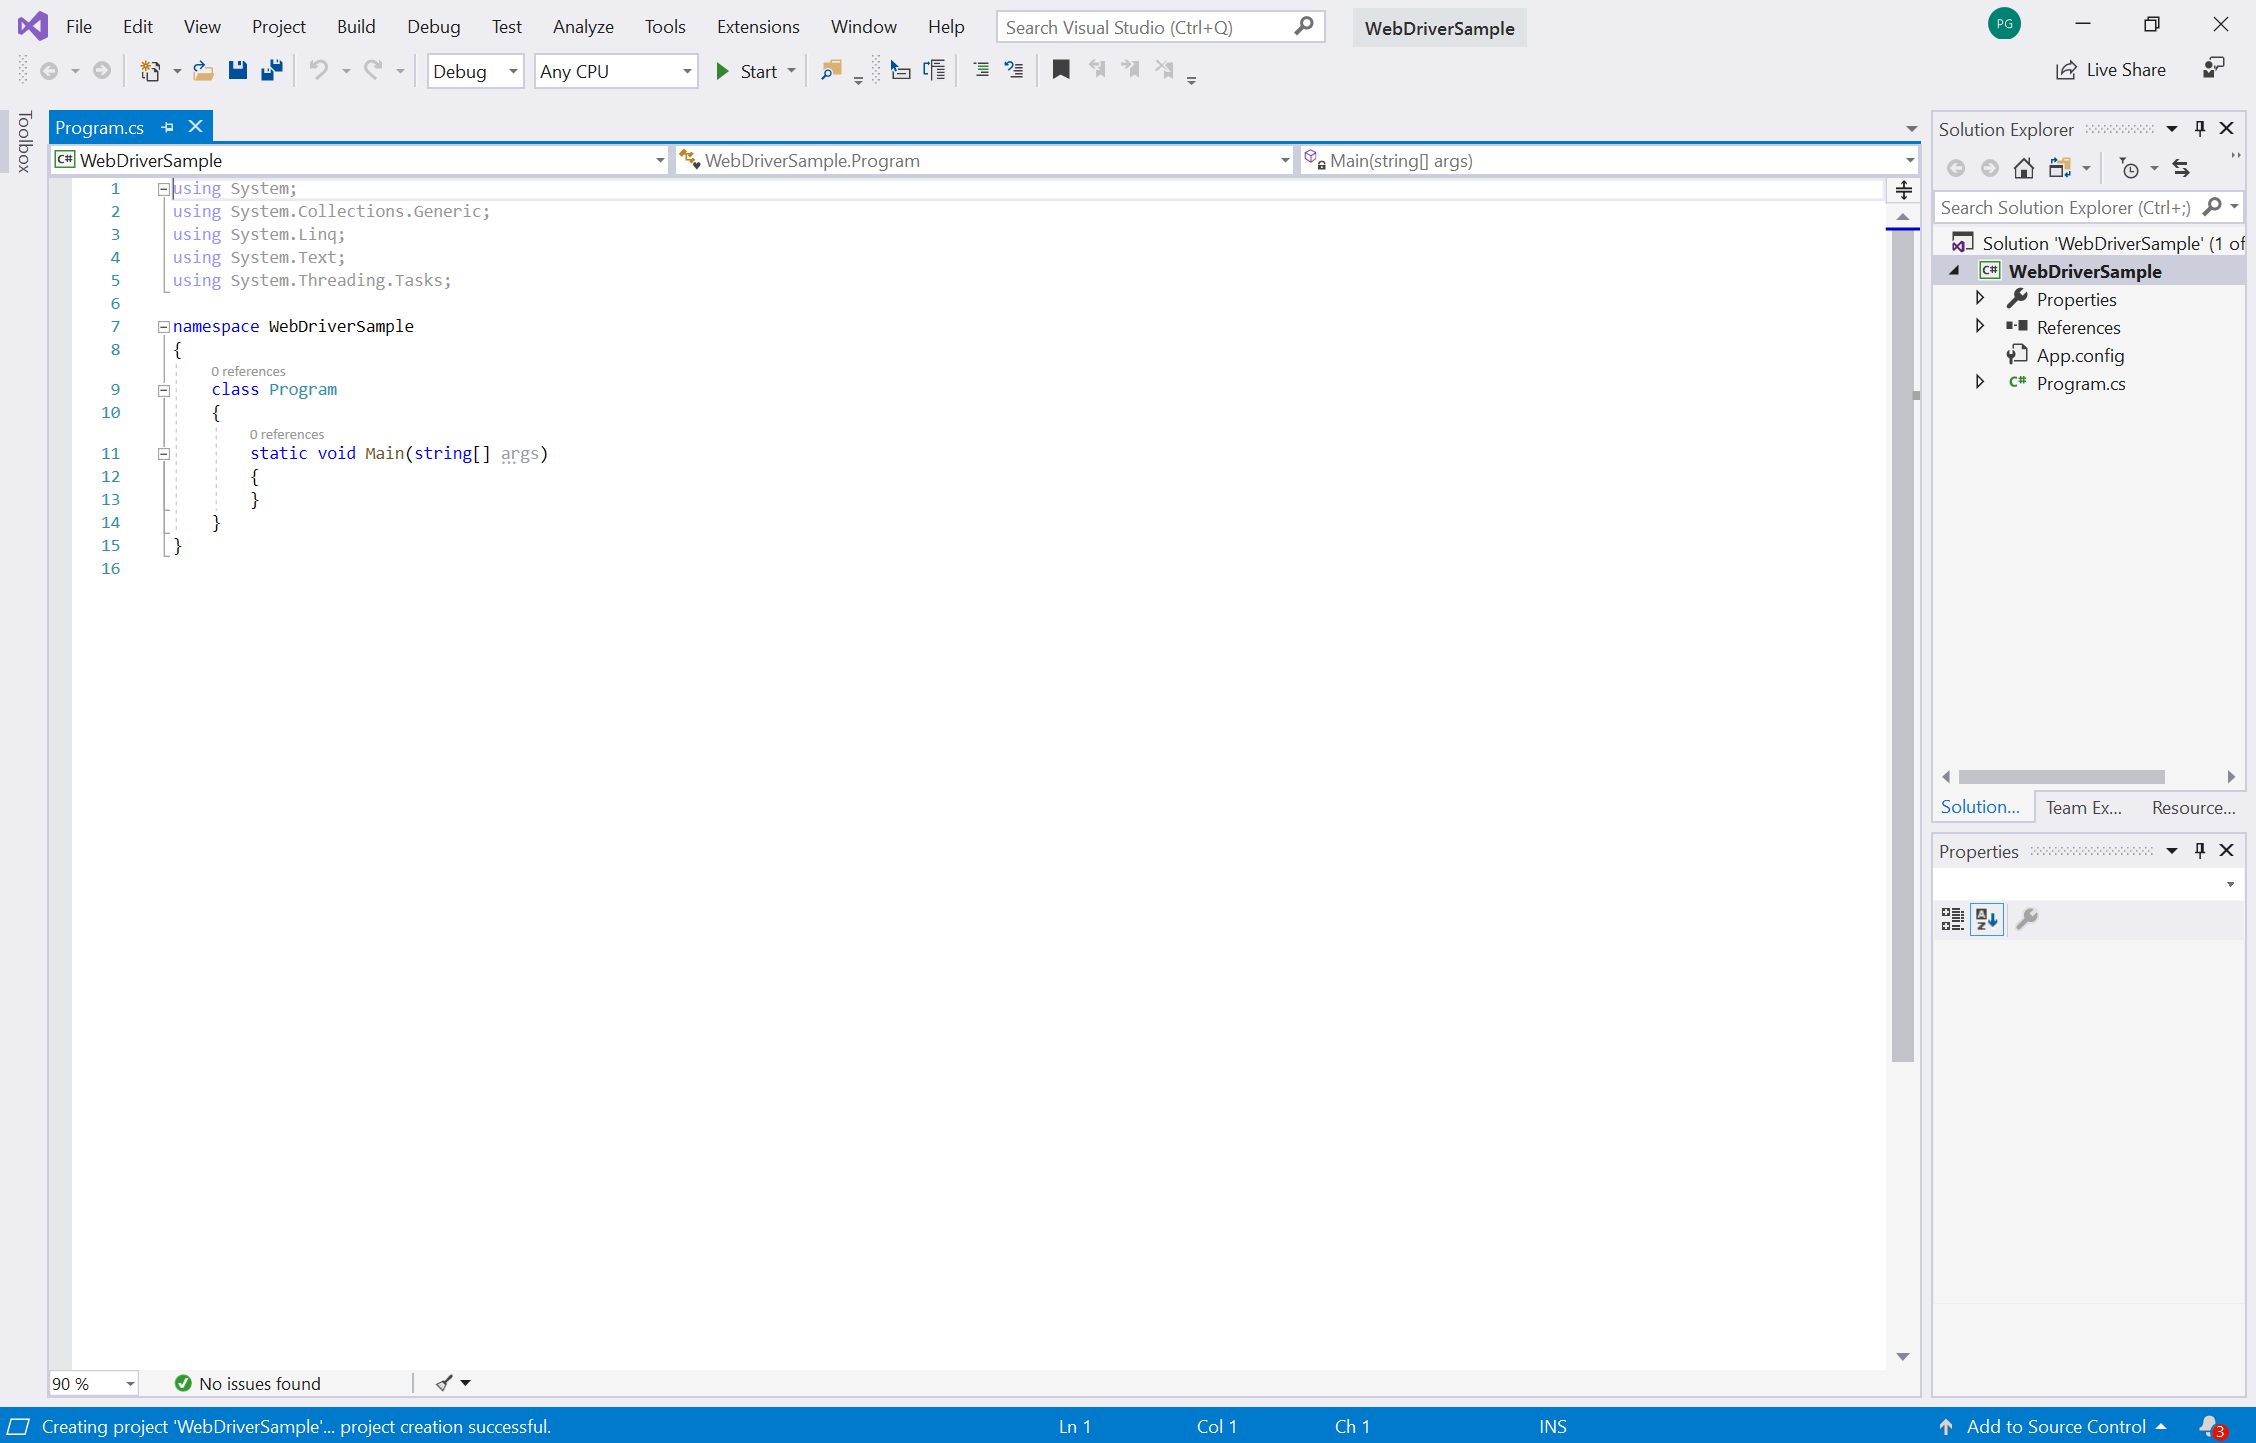 File Edit View Project Build Debug Test Analyze Tools Extensions Window Help Search Visual Studio (Ctrl+Q) WebDriverSample PG
Debug Any CPU Start Live Share
Toolbox
Program.cs
WebDriverSample WebDriverSample.Program Main(string[] args)
1 using System;
2 using System.Collections.Generic;
3 using System.Linq;
4 using System.Text;
5 using System.Threading.Tasks;
6
7 namespace WebDriverSample
8 {
0 references
9 class Program
10 {
0 references
11 static void Main(string[] args)
12 {
13 }
14 }
15 }
16
90 % No issues found
Solution Explorer
Search Solution Explorer (Ctrl+;)
Solution 'WebDriverSample' (1 of
C# WebDriverSample
Properties
References
App.config
C# Program.cs
Solution... Team Ex... Resource...
Properties
Creating project 'WebDriverSample'... project creation successful. Ln 1 Col 1 Ch 1 INS Add to Source Control 3